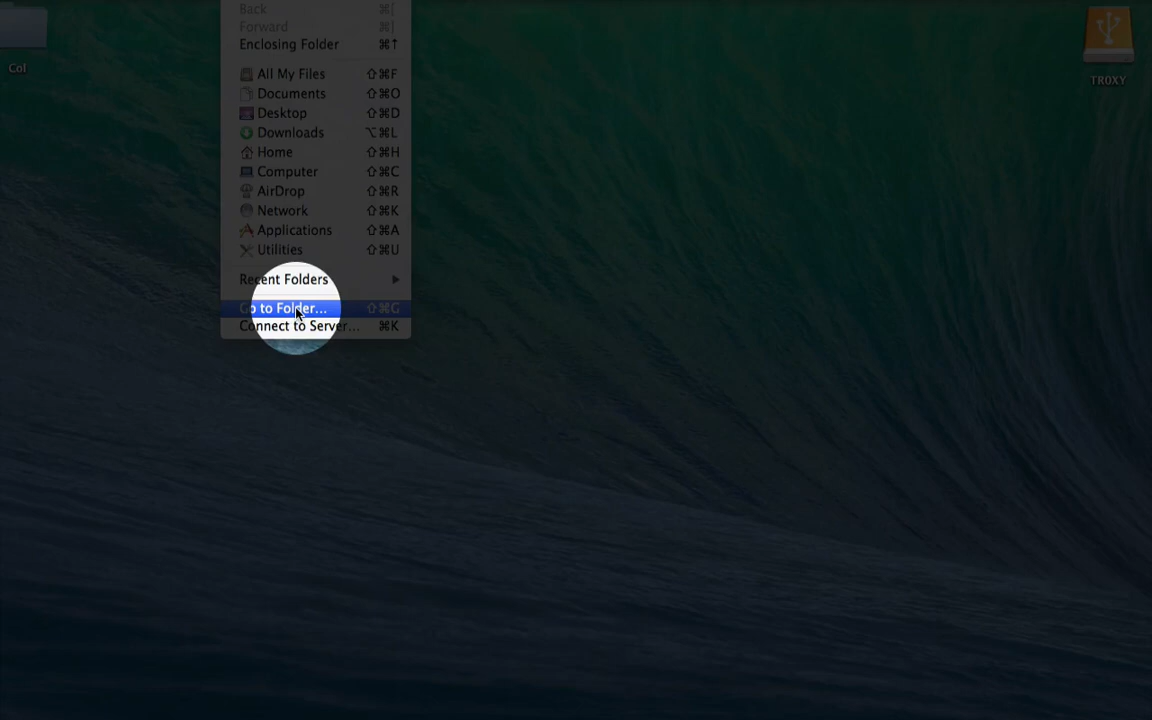 Back ⌘[
Forward ⌘]
Enclosing Folder ⌘↑
All My Files ⇧⌘F
Documents ⇧⌘O
Desktop ⇧⌘D
Downloads ⌥⌘L
Home ⇧⌘H
Computer ⇧⌘C
AirDrop ⇧⌘R
Network ⇧⌘K
Applications ⇧⌘A
Utilities ⇧⌘U
Recent Folders ▶
Go to Folder... ⇧⌘G
Connect to Server... ⌘K
Col
TROXY